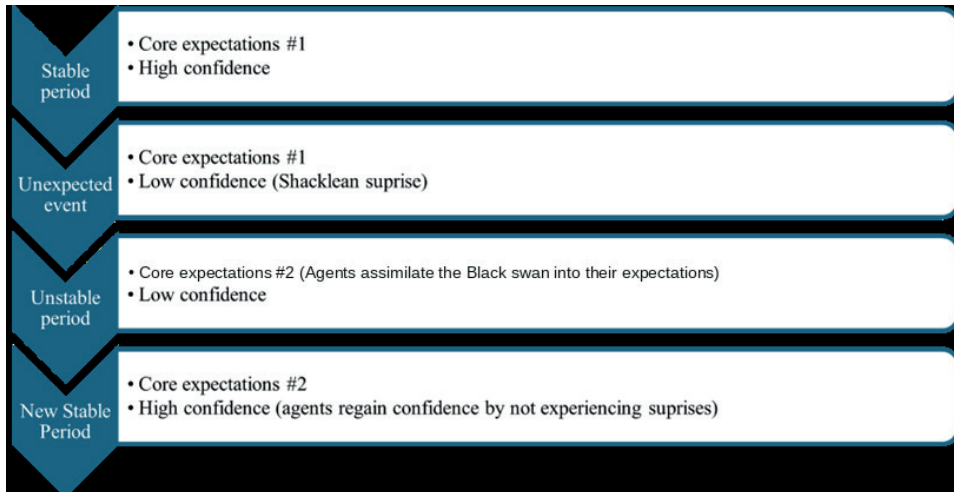 Stable
period
• Core expectations #1
• High confidence
Unexpected
event
• Core expectations #1
• Low confidence (Shacklean suprise)
Unstable
period
• Core expectations #2 (Agents assimilate the Black swan into their expectations)
• Low confidence
New Stable
Period
• Core expectations #2
• High confidence (agents regain confidence by not experiencing suprises)